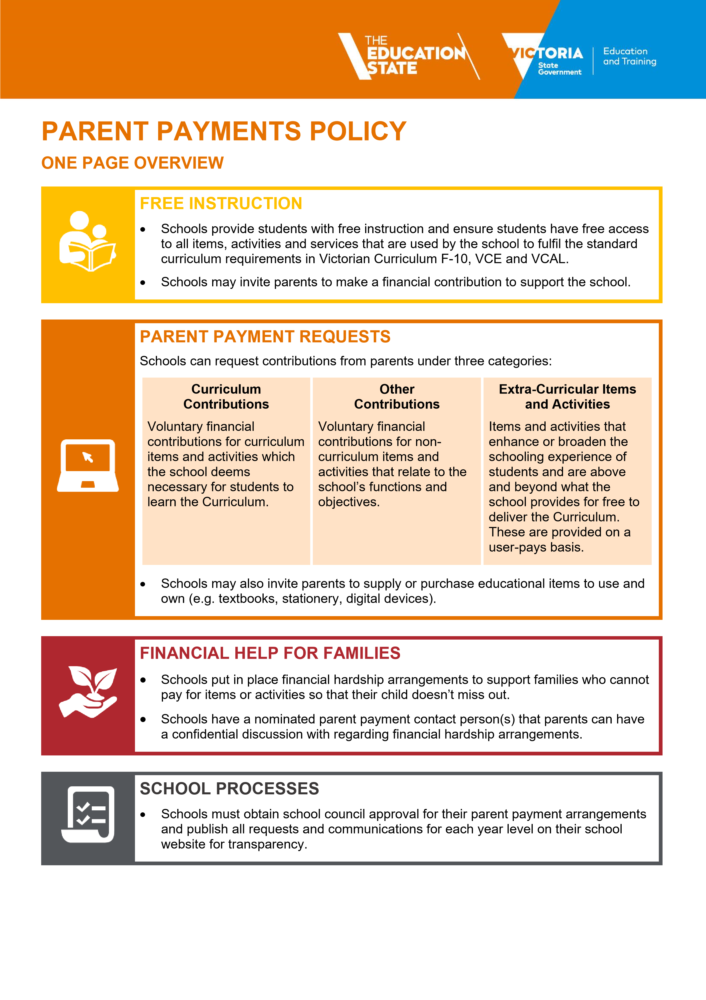 THE
EDUCATION
STATE
VICTORIA
State
Government
Education
and Training
PARENT PAYMENTS POLICY
ONE PAGE OVERVIEW
FREE INSTRUCTION
• Schools provide students with free instruction and ensure students have free access
to all items, activities and services that are used by the school to fulfil the standard
curriculum requirements in Victorian Curriculum F-10, VCE and VCAL.
• Schools may invite parents to make a financial contribution to support the school.
PARENT PAYMENT REQUESTS
Schools can request contributions from parents under three categories:
Curriculum
Contributions
Voluntary financial
contributions for curriculum
items and activities which
the school deems
necessary for students to
learn the Curriculum.
Other
Contributions
Voluntary financial
contributions for non-
curriculum items and
activities that relate to the
school’s functions and
objectives.
Extra-Curricular Items
and Activities
Items and activities that
enhance or broaden the
schooling experience of
students and are above
and beyond what the
school provides for free to
deliver the Curriculum.
These are provided on a
user-pays basis.
• Schools may also invite parents to supply or purchase educational items to use and
own (e.g. textbooks, stationery, digital devices).
FINANCIAL HELP FOR FAMILIES
• Schools put in place financial hardship arrangements to support families who cannot
pay for items or activities so that their child doesn’t miss out.
• Schools have a nominated parent payment contact person(s) that parents can have
a confidential discussion with regarding financial hardship arrangements.
SCHOOL PROCESSES
• Schools must obtain school council approval for their parent payment arrangements
and publish all requests and communications for each year level on their school
website for transparency.